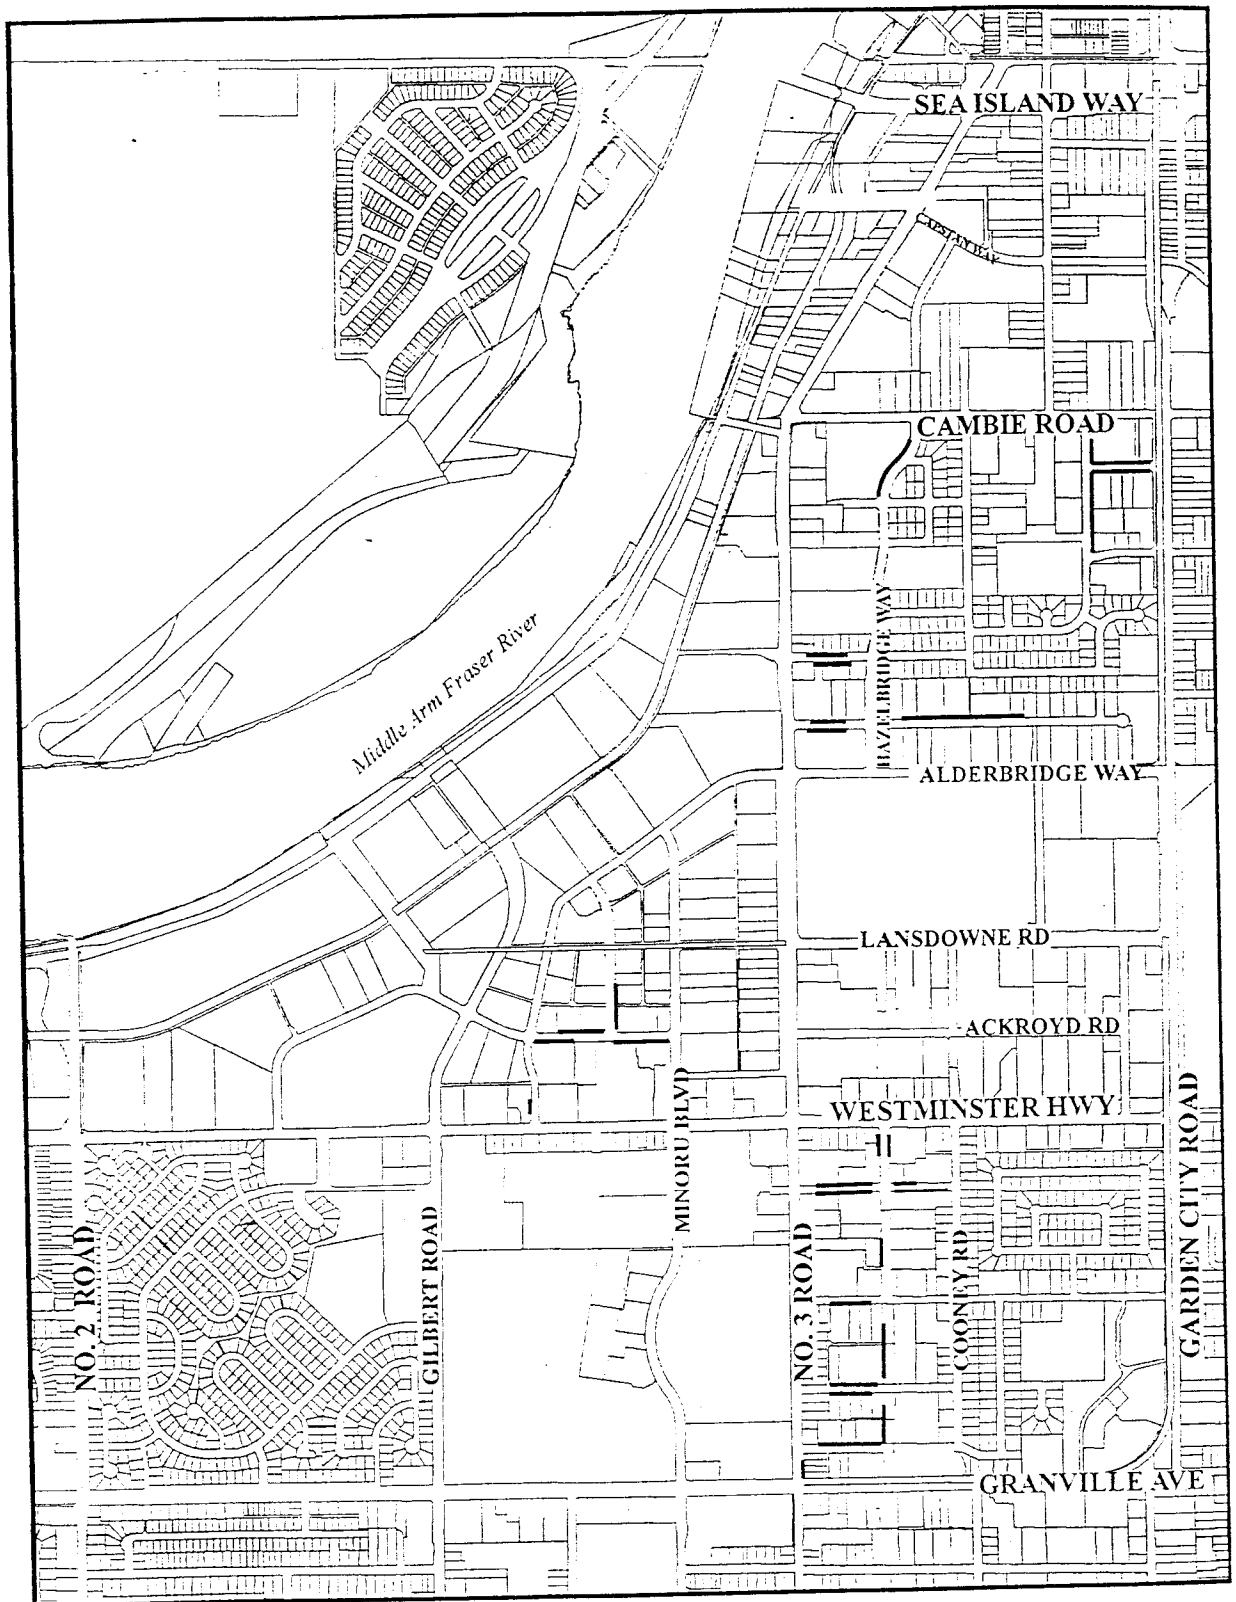 SEA ISLAND WAY
CAPSTAN WAY
CAMBIE ROAD
HAZELBRIDGE WAY
Middle Arm Fraser River
ALDERBRIDGE WAY
LANSDOWNE RD
ACKROYD RD
WESTMINSTER HWY
MINORU BLVD
NO. 2 ROAD
GILBERT ROAD
NO. 3 ROAD
COONEY RD
GARDEN CITY ROAD
GRANVILLE AVE